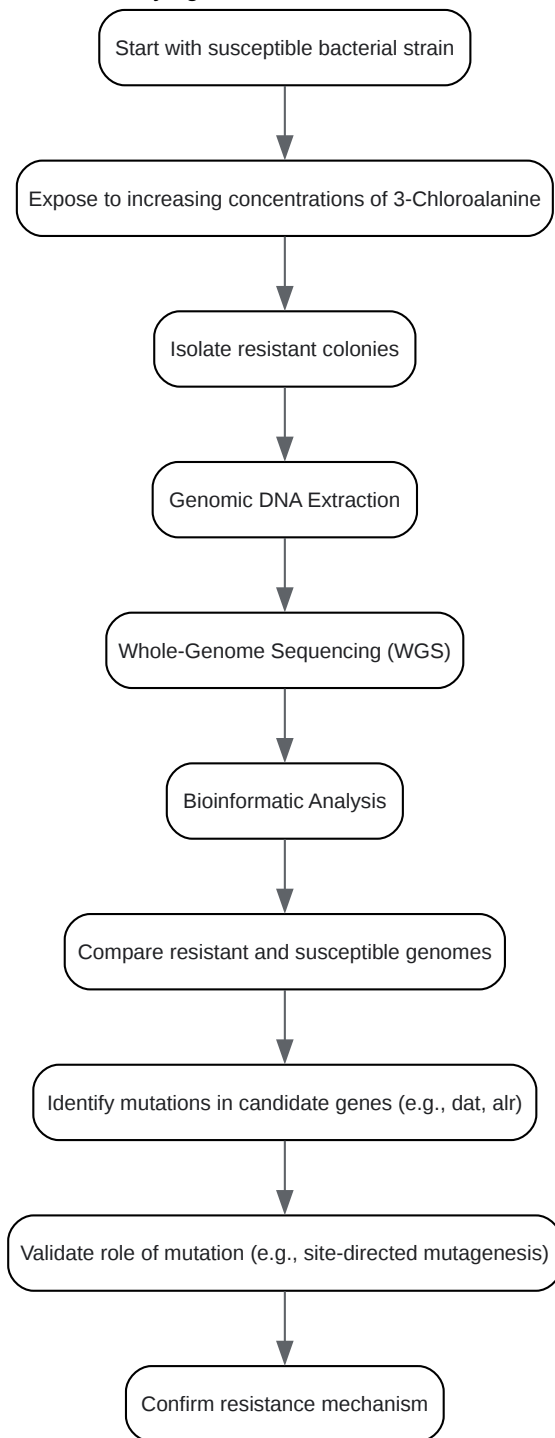 Start with susceptible bacterial strain
Expose to increasing concentrations of 3-Chloroalanine
Isolate resistant colonies
Genomic DNA Extraction
Whole-Genome Sequencing (WGS)
Bioinformatic Analysis
Compare resistant and susceptible genomes
Identify mutations in candidate genes (e.g., dat, alr)
Validate role of mutation (e.g., site-directed mutagenesis)
Confirm resistance mechanism